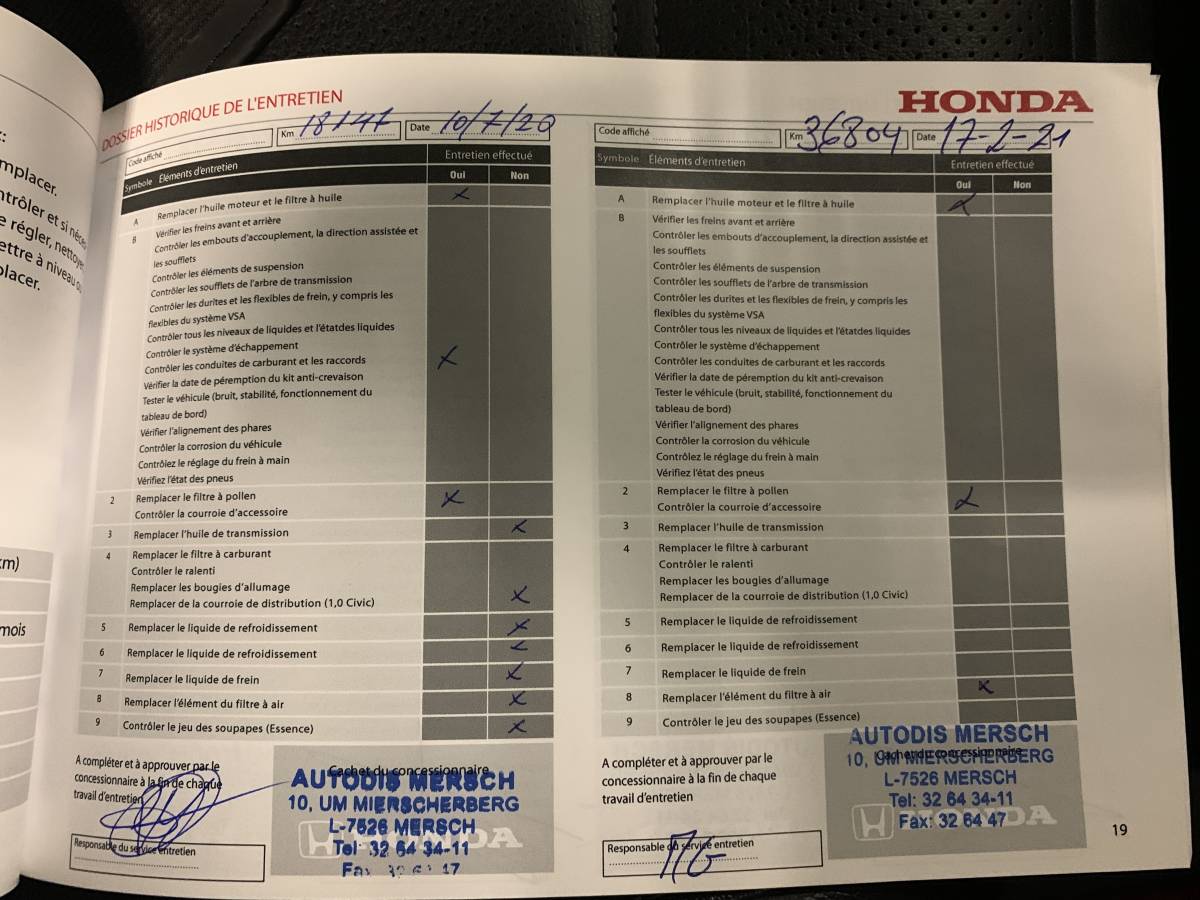 mplacer.
ntrôler et si néce
e régler, nettoye
ettre à niveau ou
placer.
km)
mois
DOSSIER HISTORIQUE DE L'ENTRETIEN
HONDA
Code affiché
Km 18141
Date 10/7/20
Symbole Éléments d'entretien
Entretien effectué
Oui Non
A Remplacer l'huile moteur et le filtre à huile x
B Vérifier les freins avant et arrière
Contrôler les embouts d'accouplement, la direction assistée et
les soufflets
Contrôler les éléments de suspension
Contrôler les soufflets de l'arbre de transmission
Contrôler les durites et les flexibles de frein, y compris les
flexibles du système VSA
Contrôler tous les niveaux de liquides et l'étatdes liquides
Contrôler le système d'échappement
Contrôler les conduites de carburant et les raccords x
Vérifier la date de péremption du kit anti-crevaison
Tester le véhicule (bruit, stabilité, fonctionnement du
tableau de bord)
Vérifier l'alignement des phares
Contrôler la corrosion du véhicule
Contrôlez le réglage du frein à main
Vérifiez l'état des pneus
2 Remplacer le filtre à pollen x
Contrôler la courroie d'accessoire
3 Remplacer l'huile de transmission x
4 Remplacer le filtre à carburant
Contrôler le ralenti
Remplacer les bougies d'allumage
Remplacer de la courroie de distribution (1,0 Civic) x
5 Remplacer le liquide de refroidissement x
6 Remplacer le liquide de refroidissement x
7 Remplacer le liquide de frein x
8 Remplacer l'élément du filtre à air x
9 Contrôler le jeu des soupapes (Essence) x
A compléter et à approuver par le
concessionnaire à la fin de chaque
travail d'entretien
Responsable du service entretien
Cachet du concessionnaire
AUTODIS MERSCH
10, UM MIERSCHERBERG
L-7526 MERSCH
HONDA
Tel: 32 64 34-11
Fax: 32 64 47
Code affiché
Km 36804
Date 17-2-21
Symbole Éléments d'entretien
Entretien effectué
Oui Non
A Remplacer l'huile moteur et le filtre à huile x
B Vérifier les freins avant et arrière
Contrôler les embouts d'accouplement, la direction assistée et
les soufflets
Contrôler les éléments de suspension
Contrôler les soufflets de l'arbre de transmission
Contrôler les durites et les flexibles de frein, y compris les
flexibles du système VSA
Contrôler tous les niveaux de liquides et l'étatdes liquides
Contrôler le système d'échappement
Contrôler les conduites de carburant et les raccords
Vérifier la date de péremption du kit anti-crevaison
Tester le véhicule (bruit, stabilité, fonctionnement du
tableau de bord)
Vérifier l'alignement des phares
Contrôler la corrosion du véhicule
Contrôlez le réglage du frein à main
Vérifiez l'état des pneus
2 Remplacer le filtre à pollen x
Contrôler la courroie d'accessoire
3 Remplacer l'huile de transmission
4 Remplacer le filtre à carburant
Contrôler le ralenti
Remplacer les bougies d'allumage
Remplacer de la courroie de distribution (1,0 Civic)
5 Remplacer le liquide de refroidissement
6 Remplacer le liquide de refroidissement
7 Remplacer le liquide de frein
8 Remplacer l'élément du filtre à air x
9 Contrôler le jeu des soupapes (Essence)
A compléter et à approuver par le
concessionnaire à la fin de chaque
travail d'entretien
Responsable du service entretien
AUTODIS MERSCH
Cachet du concessionnaire
10, UM MIERSCHERBERG
L-7526 MERSCH
Tel: 32 64 34-11
HONDA
Fax: 32 64 47
19